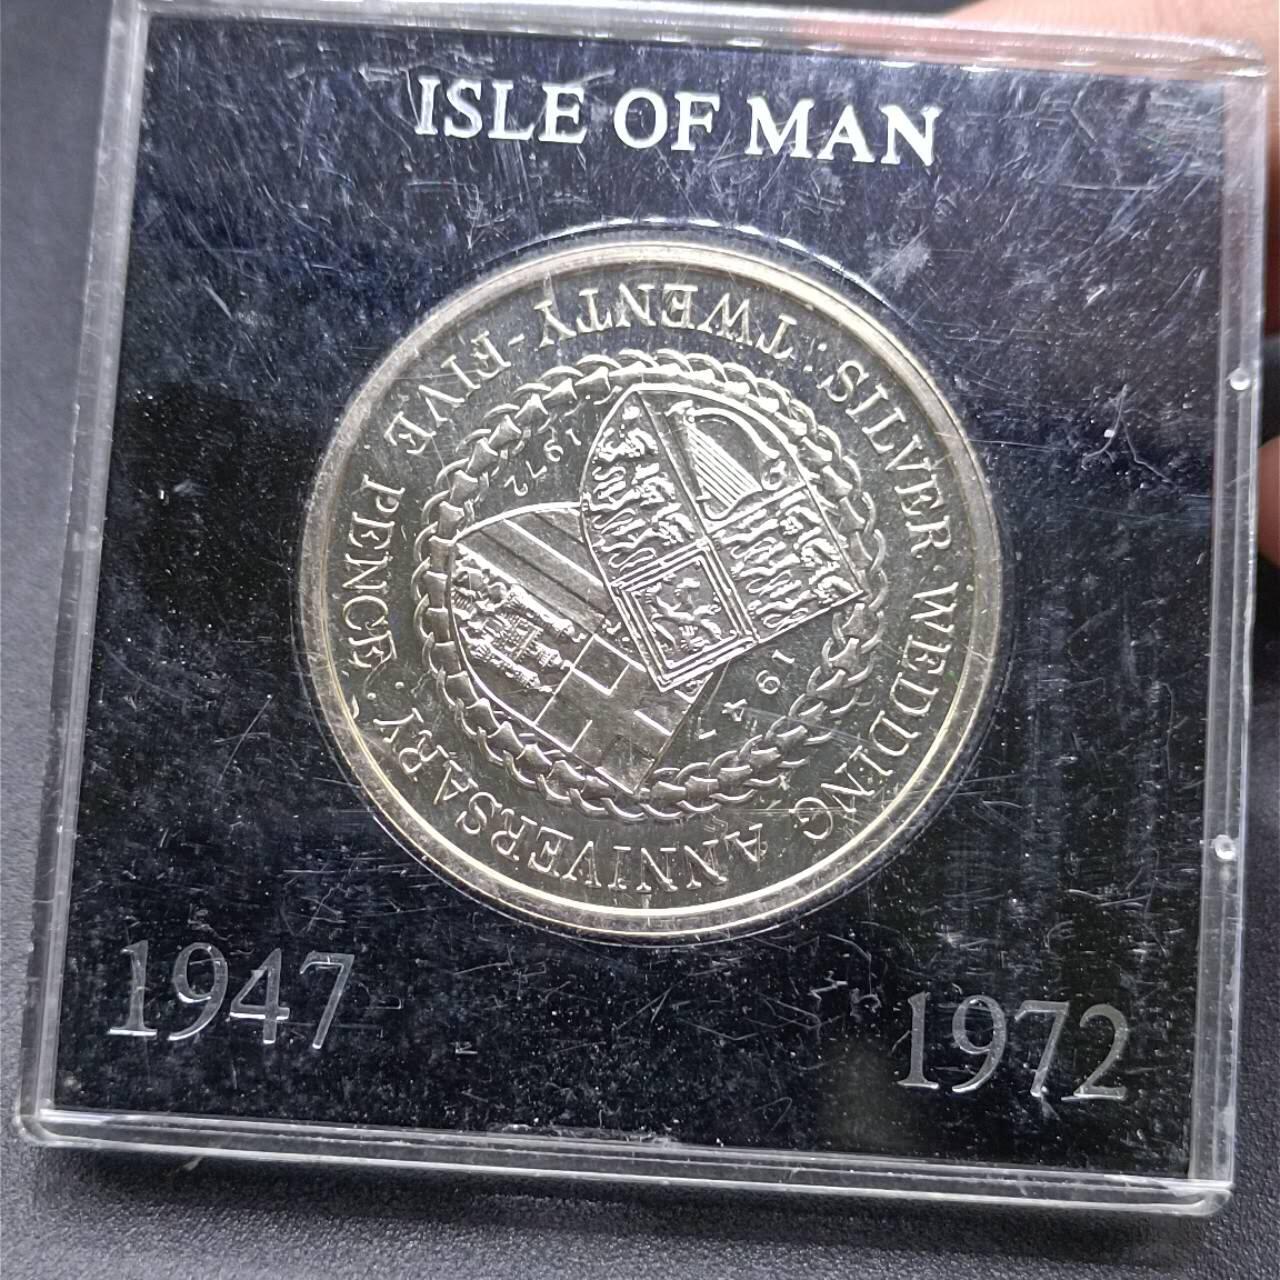 ISLE OF MAN
SILVER · WEDDING ANNIVERSARY ·
TWENTY-FIVE PENCE
1947
1972
1947
1972